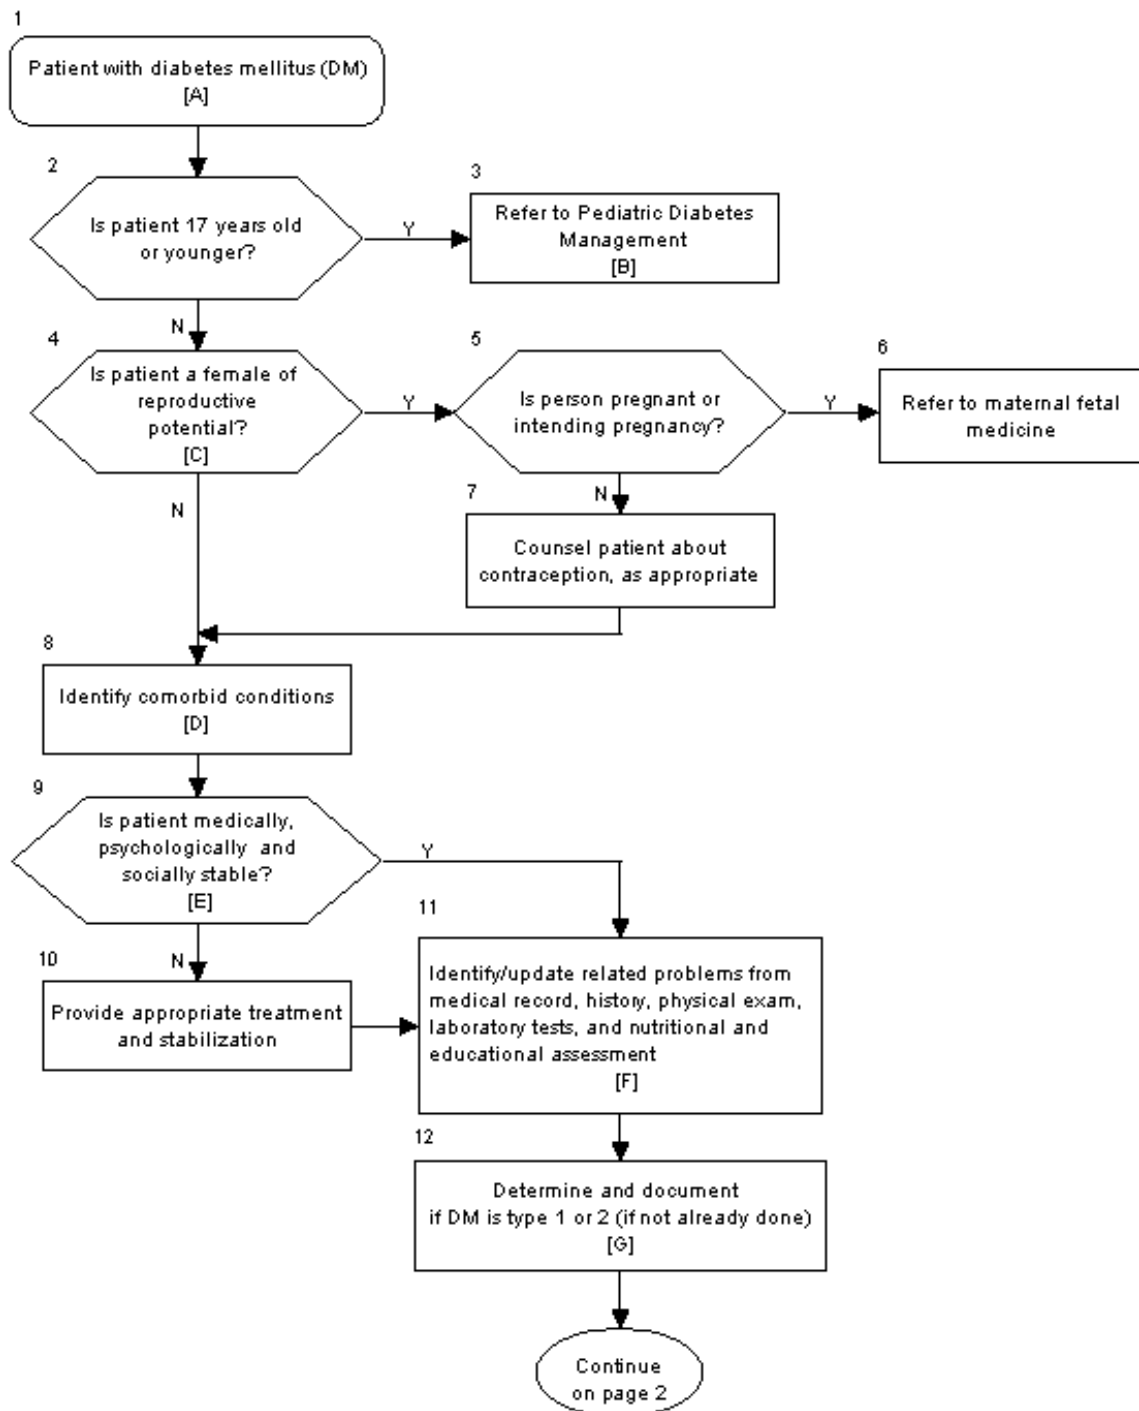 1
Patient with diabetes mellitus (DM)
[A]
2
Is patient 17 years old
or younger?
Y
3
Refer to Pediatric Diabetes
Management
[B]
N
4
Is patient a female of
reproductive
potential?
[C]
Y
5
Is person pregnant or
intending pregnancy?
Y
6
Refer to maternal fetal
medicine
N
N
7
Counsel patient about
contraception, as appropriate
8
Identify comorbid conditions
[D]
9
Is patient medically,
psychologically and
socially stable?
[E]
Y
N
10
Provide appropriate treatment
and stabilization
11
Identify/update related problems from
medical record, history, physical exam,
laboratory tests, and nutritional and
educational assessment
[F]
12
Determine and document
if DM is type 1 or 2 (if not already done)
[G]
Continue
on page 2